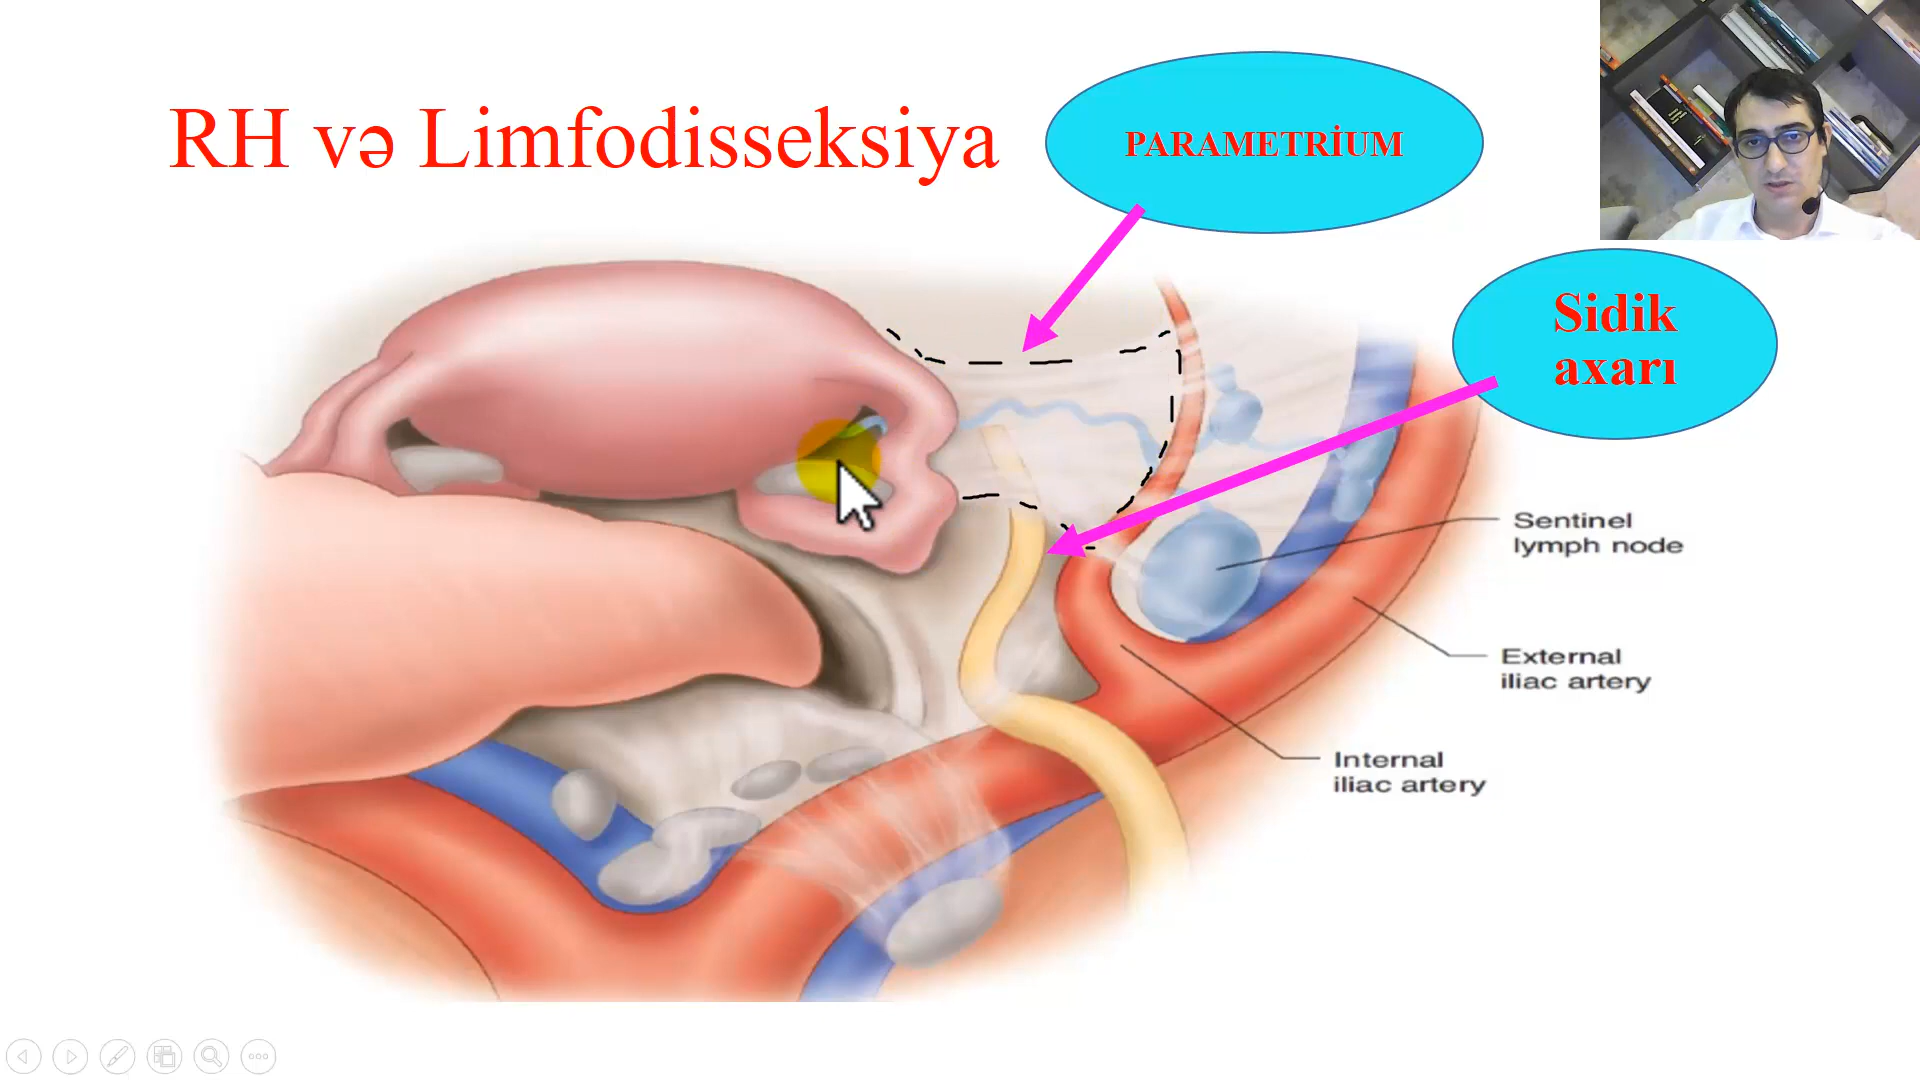 RH və Limfodisseksiya
PARAMETRİUM
Sidik
axarı
Sentinel
lymph node
External
iliac artery
Internal
iliac artery